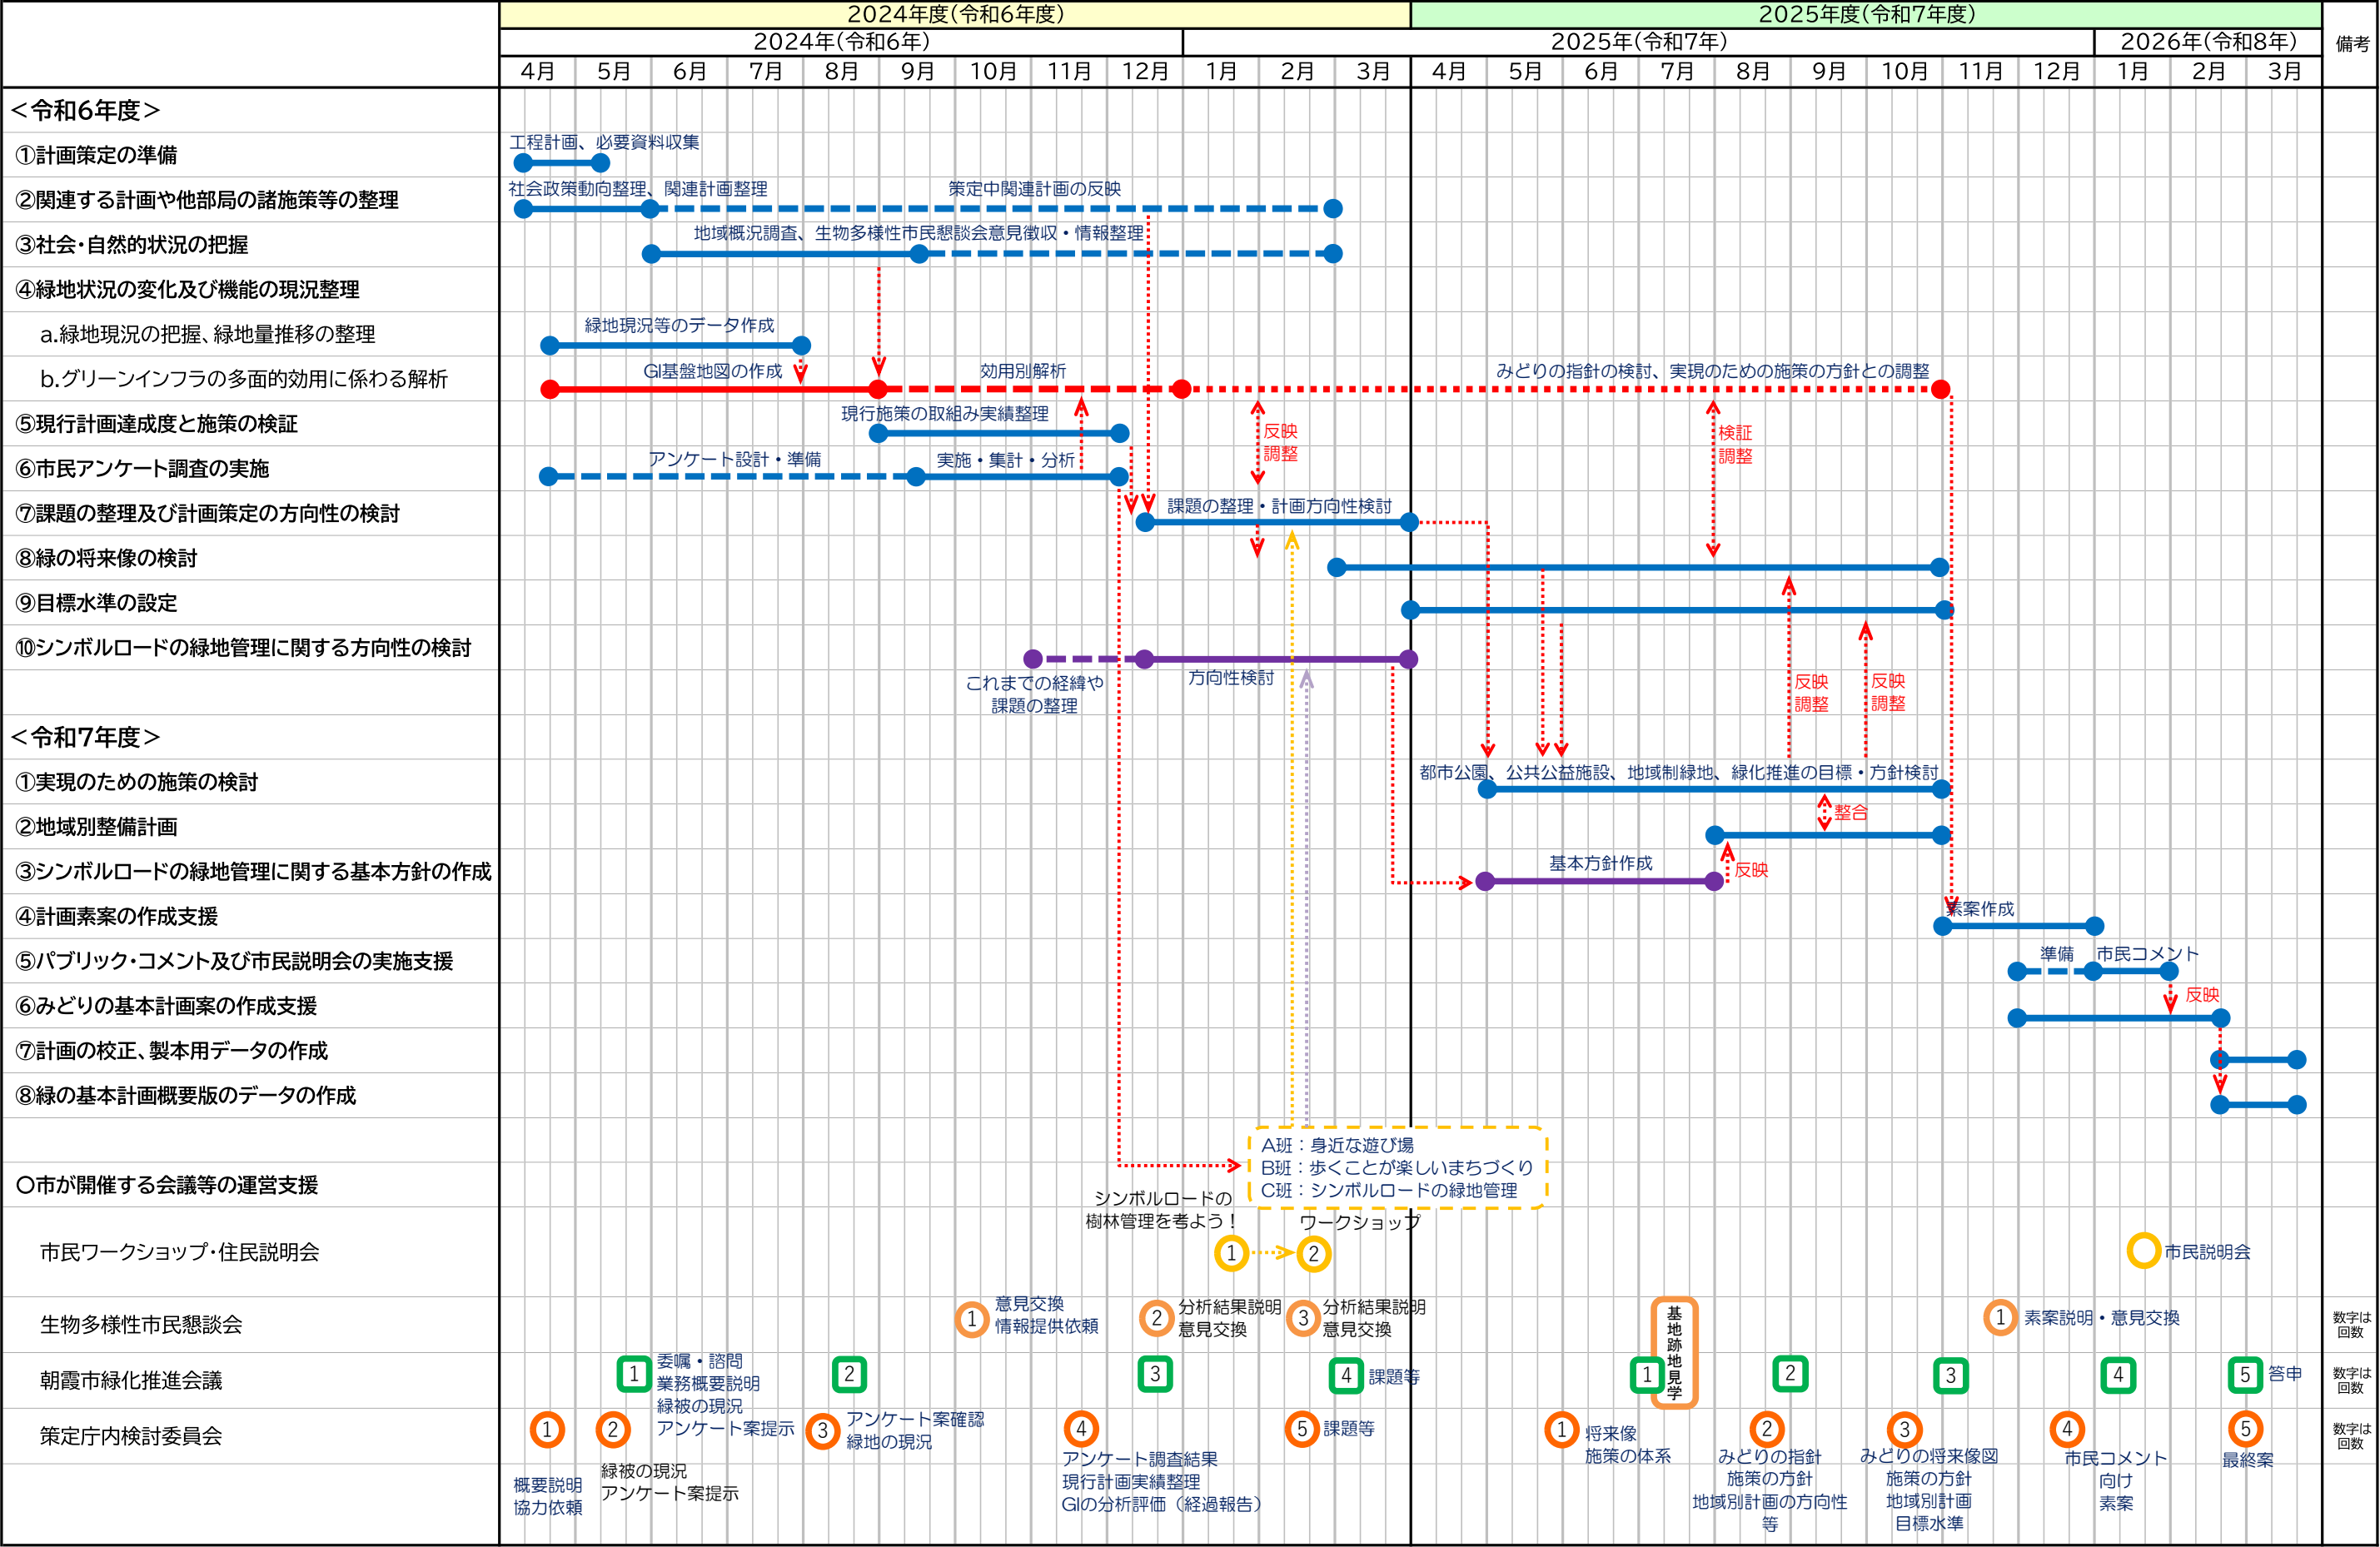 2024年度(令和6年度)
2025年度(令和7年度)
備考
2024年(令和6年)
2025年(令和7年)
2026年(令和8年)
4月 5月 6月 7月 8月 9月 10月 11月 12月 1月 2月 3月 4月 5月 6月 7月 8月 9月 10月 11月 12月 1月 2月 3月
＜令和6年度＞
①計画策定の準備
工程計画、必要資料収集
②関連する計画や他部局の諸施策等の整理
社会政策動向整理、関連計画整理
策定中関連計画の反映
③社会・自然的状況の把握
地域概況調査、生物多様性市民懇談会意見徴収・情報整理
④緑地状況の変化及び機能の現況整理
a.緑地現況の把握、緑地量推移の整理
緑地現況等のデータ作成
b.グリーンインフラの多面的効用に係わる解析
GI基盤地図の作成
効用別解析
みどりの指針の検討、実現のための施策の方針との調整
⑤現行計画達成度と施策の検証
現行施策の取組み実績整理
反映
調整
検証
調整
⑥市民アンケート調査の実施
アンケート設計・準備
実施・集計・分析
⑦課題の整理及び計画策定の方向性の検討
課題の整理・計画方向性検討
⑧緑の将来像の検討
⑨目標水準の設定
⑩シンボルロードの緑地管理に関する方向性の検討
これまでの経緯や
課題の整理
方向性検討
反映
調整
反映
調整
＜令和7年度＞
①実現のための施策の検討
都市公園、公共公益施設、地域制緑地、緑化推進の目標・方針検討
②地域別整備計画
整合
③シンボルロードの緑地管理に関する基本方針の作成
基本方針作成
反映
④計画素案の作成支援
素案作成
⑤パブリック・コメント及び市民説明会の実施支援
準備
市民コメント
⑥みどりの基本計画案の作成支援
反映
⑦計画の校正、製本用データの作成
⑧緑の基本計画概要版のデータの作成
A班：身近な遊び場
B班：歩くことが楽しいまちづくり
C班：シンボルロードの緑地管理
〇市が開催する会議等の運営支援
シンボルロードの
樹林管理を考よう！
ワークショップ
市民ワークショップ・住民説明会
1
2
市民説明会
生物多様性市民懇談会
1
意見交換
情報提供依頼
2
分析結果説明
意見交換
3
分析結果説明
意見交換
基
地
跡
地
見
学
1
素案説明・意見交換
数字は
回数
朝霞市緑化推進会議
1
委嘱・諮問
業務概要説明
緑被の現況
アンケート案提示
2
3
4
課題等
1
2
3
4
5
答申
数字は
回数
策定庁内検討委員会
1
概要説明
協力依頼
2
緑被の現況
アンケート案提示
3
アンケート案確認
緑地の現況
4
アンケート調査結果
現行計画実績整理
GIの分析評価（経過報告）
5
課題等
1
将来像
施策の体系
2
みどりの指針
施策の方針
地域別計画の方向性
等
3
みどりの将来像図
施策の方針
地域別計画
目標水準
4
市民コメント
向け
素案
5
最終案
数字は
回数